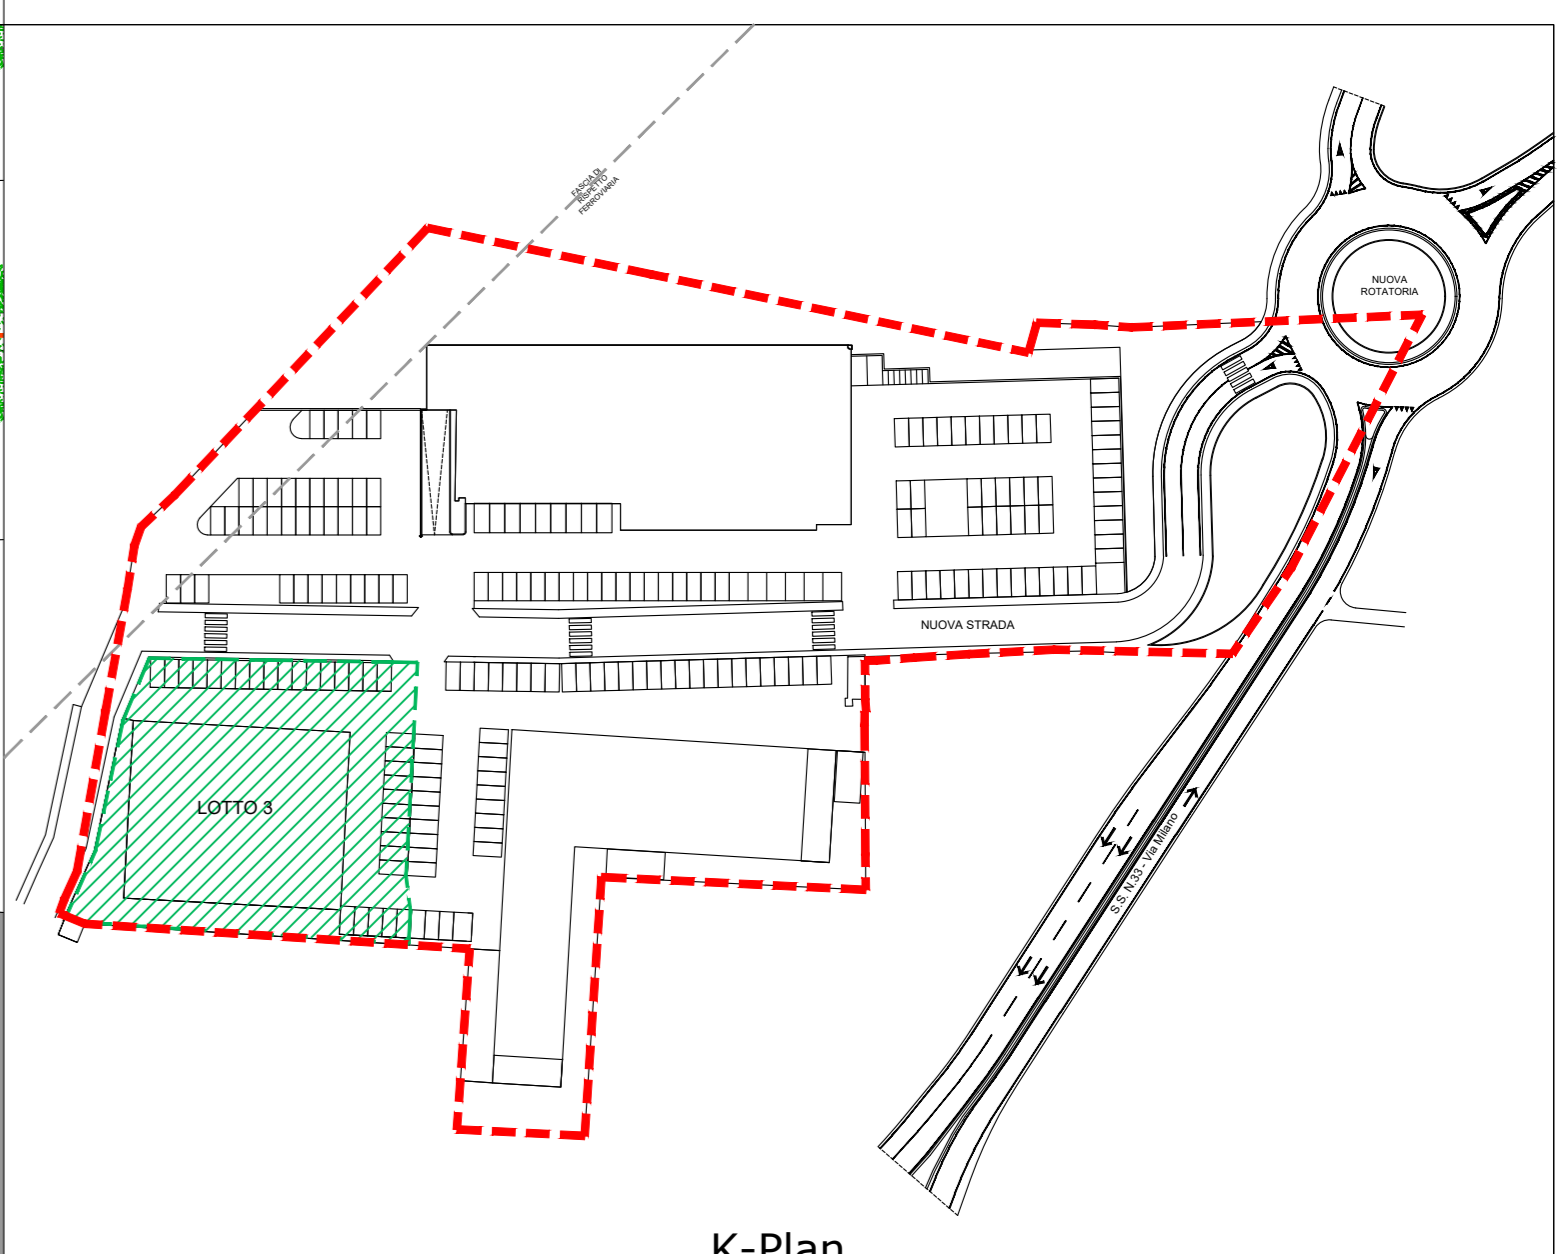 FASCIA DI
RISPETTO
FERROVIARIA
NUOVA
ROTATORIA
NUOVA STRADA
LOTTO 3
S.S. N.33 - Via Milano
K-Plan